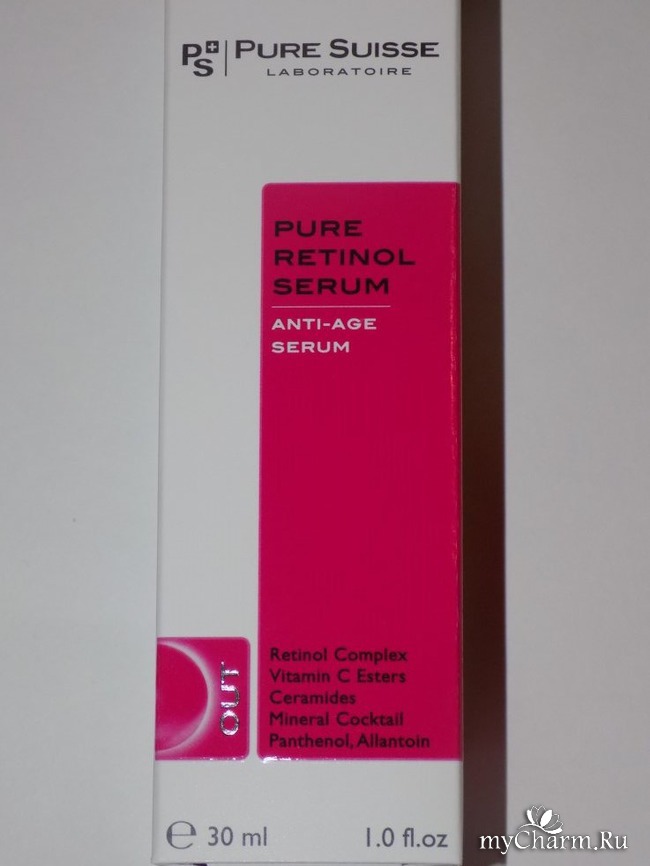 PS | PURE SUISSE
LABORATOIRE
PURE
RETINOL
SERUM
ANTI-AGE
SERUM
Retinol Complex
Vitamin C Esters
Ceramides
Mineral Cocktail
Panthenol, Allantoin
OUT
℮ 30 ml 1.0 fl.oz
myCharm.Ru